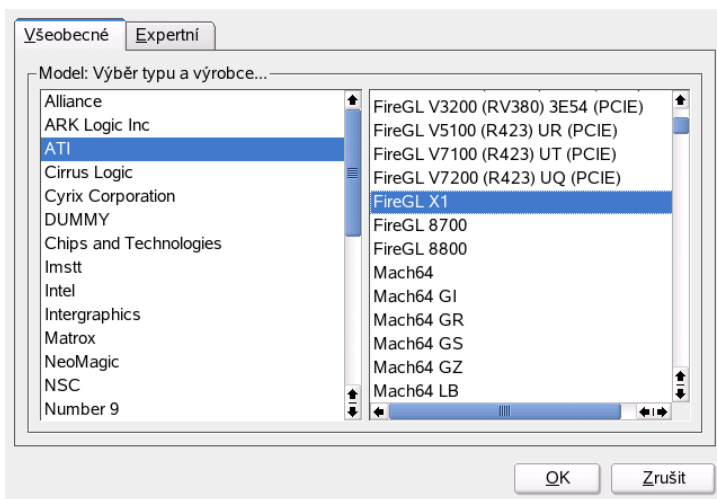 Všeobecné
Expertní
Model: Výběr typu a výrobce...
Alliance
ARK Logic Inc
ATI
Cirrus Logic
Cyrix Corporation
DUMMY
Chips and Technologies
Imstt
Intel
Intergraphics
Matrox
NeoMagic
NSC
Number 9
FireGL V3200 (RV380) 3E54 (PCIE)
FireGL V5100 (R423) UR (PCIE)
FireGL V7100 (R423) UT (PCIE)
FireGL V7200 (R423) UQ (PCIE)
FireGL X1
FireGL 8700
FireGL 8800
Mach64
Mach64 GI
Mach64 GR
Mach64 GS
Mach64 GZ
Mach64 LB
OK
Zrušit